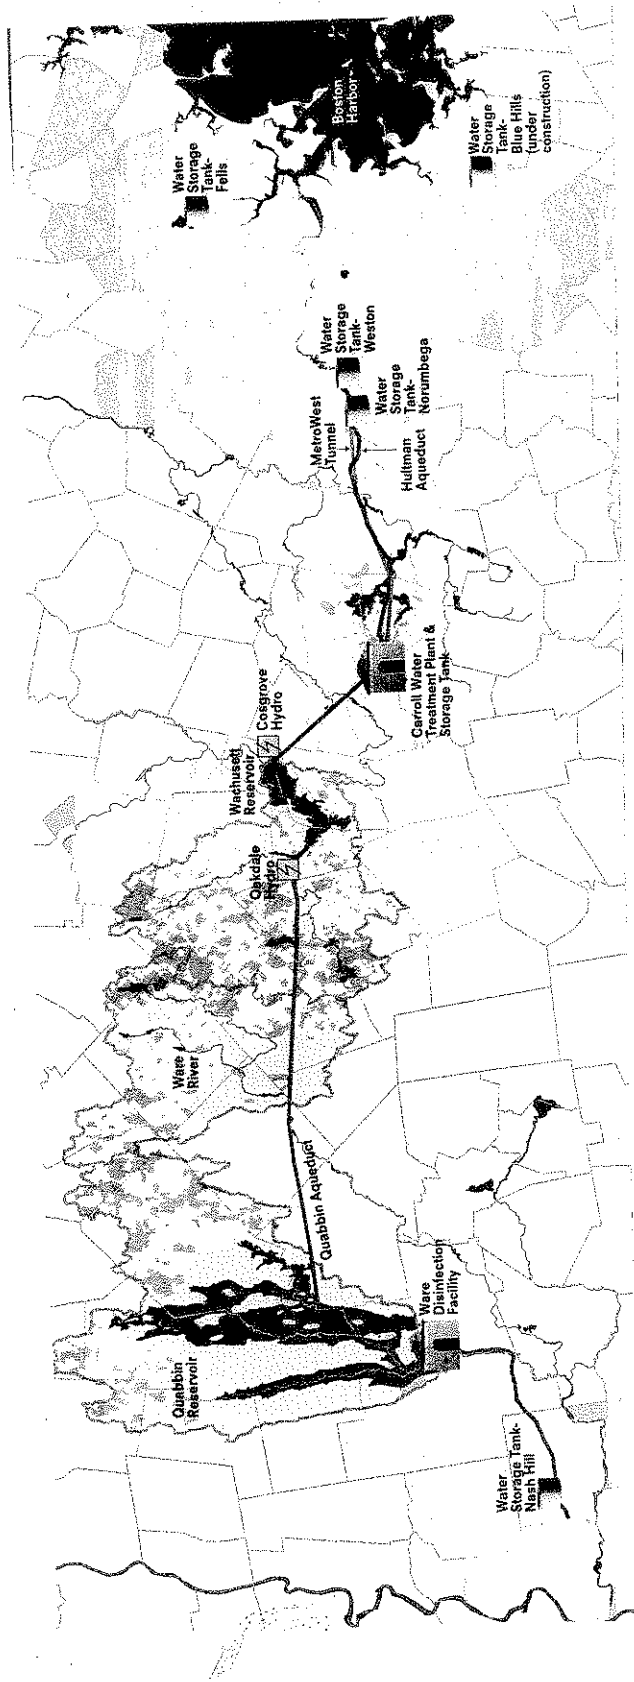 Quabbin
Reservoir
Water
Storage Tank-
Nash Hill
Ware
Disinfection
Facility
Quabbin Aqueduct
Ware
River
Oakdale
Hydro
Wachusett
Reservoir
Cosgrove
Hydro
Carroll Water
Treatment Plant &
Storage Tank
MetroWest
Tunnel
Hultman
Aqueduct
Water
Storage
Tank-
Norumbega
Water
Storage
Tank-
Weston
Water
Storage
Tank-
Fells
Boston
Harbor
Water
Storage
Tank-
Blue Hills
(under
construction)